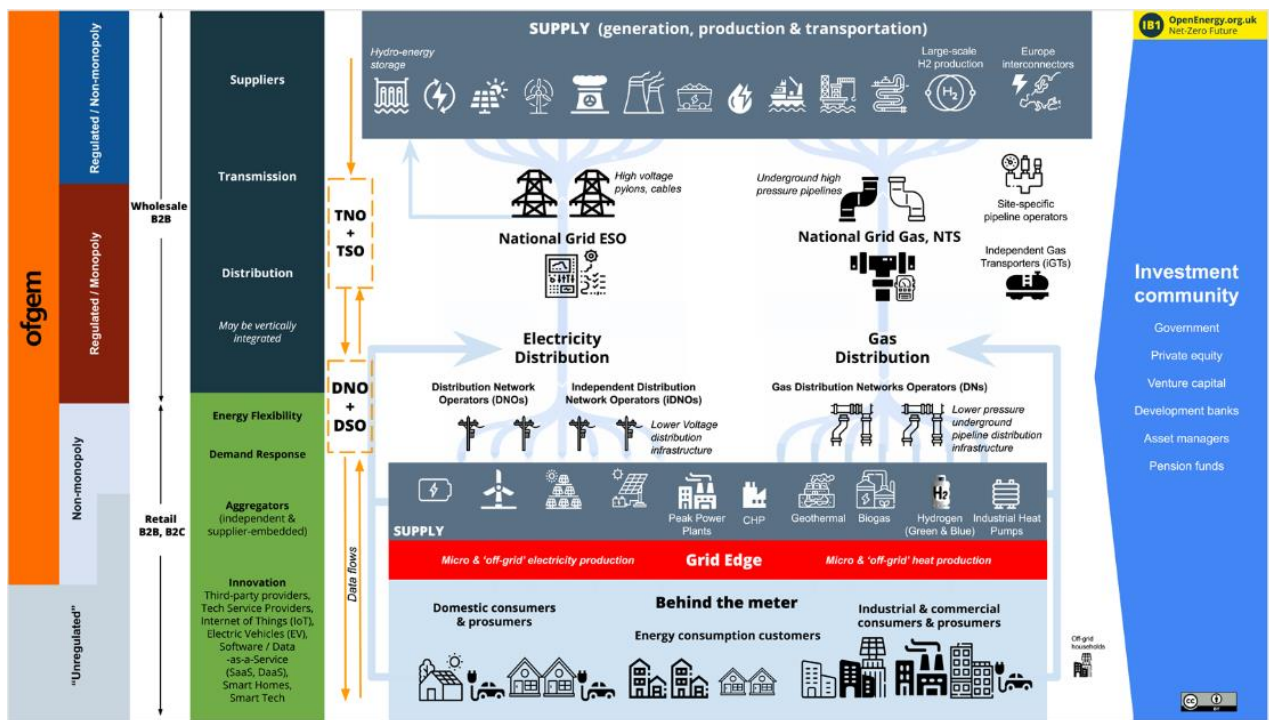 ofgem
Regulated / Non-monopoly
Regulated / Monopoly
Non-monopoly
"Unregulated"
Wholesale
B2B
Retail
B2B, B2C
Suppliers
Transmission
Distribution
May be vertically
integrated
Energy Flexibility
Demand Response
Aggregators
(independent &
supplier-embedded)
Innovation
Third-party providers,
Tech Service Providers,
Internet of Things (IoT),
Electric Vehicles (EV),
Software / Data
-as-a-Service
(SaaS, DaaS),
Smart Homes,
Smart Tech
TNO
+
TSO
DNO
+
DSO
Data flows
SUPPLY (generation, production & transportation)
Hydro-energy
storage
Large-scale
H2 production
H2
Europe
interconnectors
High voltage
pylons, cables
National Grid ESO
Underground high
pressure pipelines
National Grid Gas, NTS
Site-specific
pipeline operators
Independent Gas
Transporters (iGTs)
Electricity
Distribution
Gas
Distribution
Distribution Network
Operators (DNOs)
Independent Distribution
Network Operators (iDNOs)
Lower Voltage
distribution
infrastructure
Gas Distribution Networks Operators (DNs)
Lower pressure
underground
pipeline distribution
infrastructure
SUPPLY
Peak Power
Plants
CHP
Geothermal
Biogas
H2
Hydrogen
(Green & Blue)
Industrial Heat
Pumps
Micro & 'off-grid' electricity production
Grid Edge
Micro & 'off-grid' heat production
Behind the meter
Domestic consumers
& prosumers
Energy consumption customers
Industrial & commercial
consumers & prosumers
Off-grid
households
IB1
OpenEnergy.org.uk
Net-Zero Future
Investment
community
Government
Private equity
Venture capital
Development banks
Asset managers
Pension funds
cc
BY